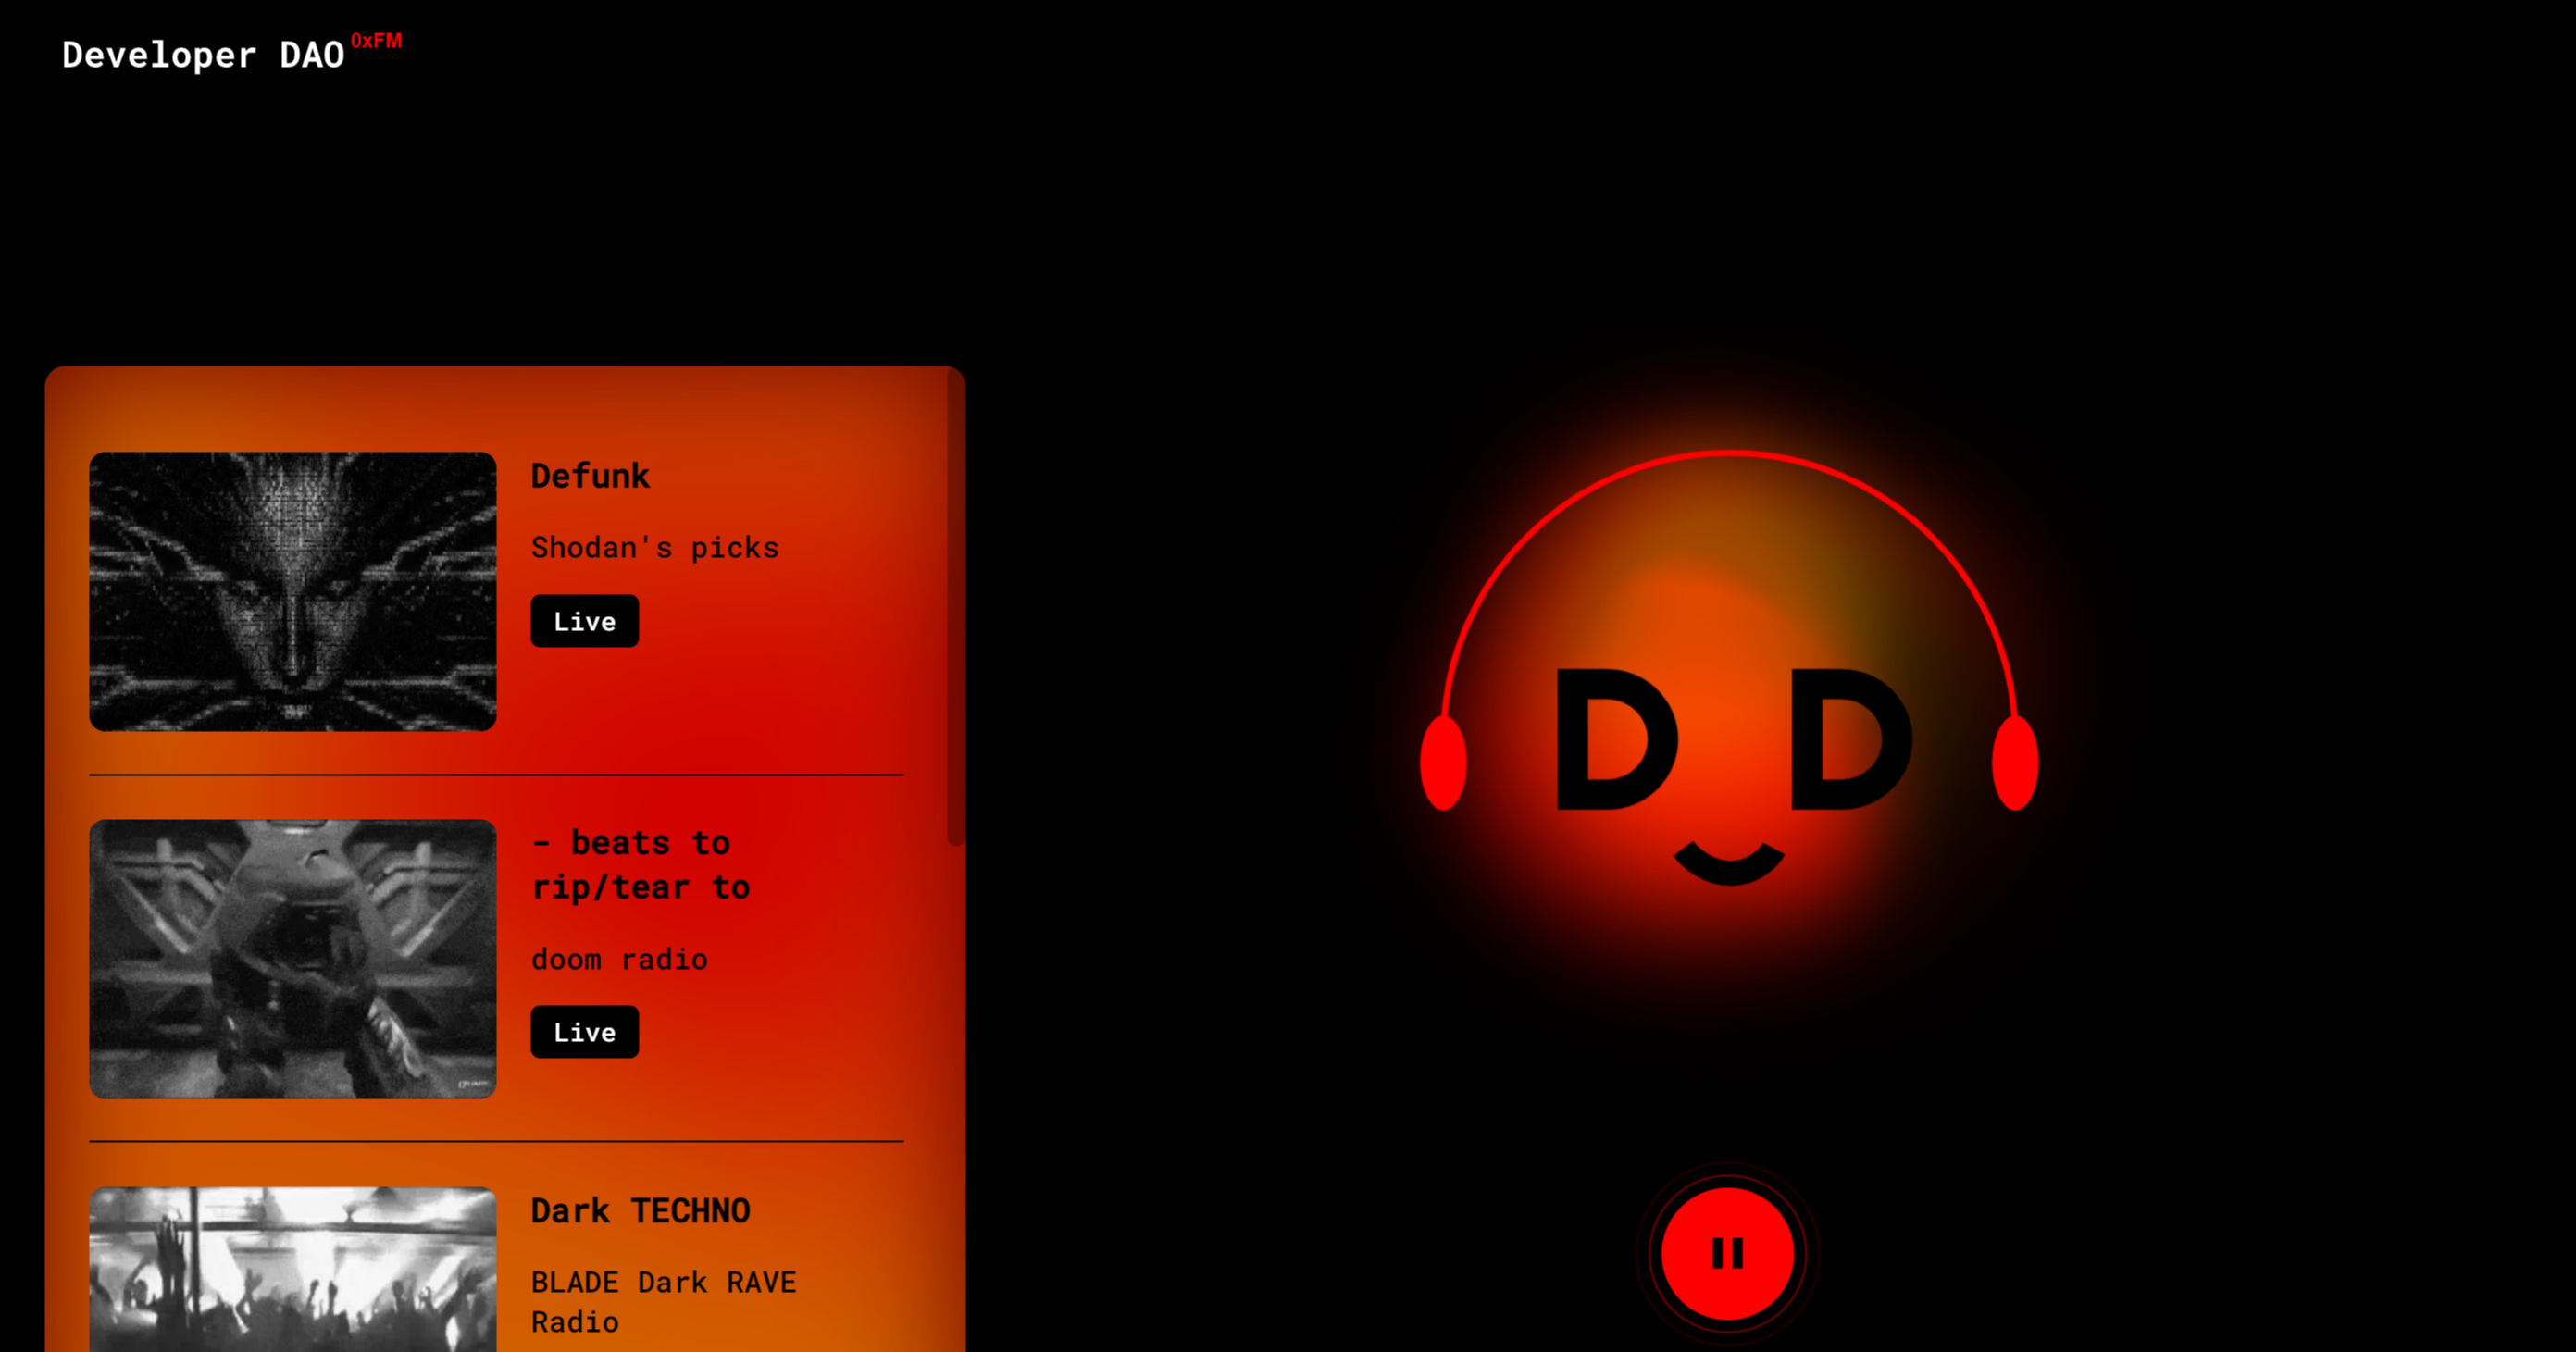 Developer DAO 0xFM
Defunk
Shodan's picks
Live
- beats to
rip/tear to
doom radio
Live
Dark TECHNO
BLADE Dark RAVE
Radio
D D